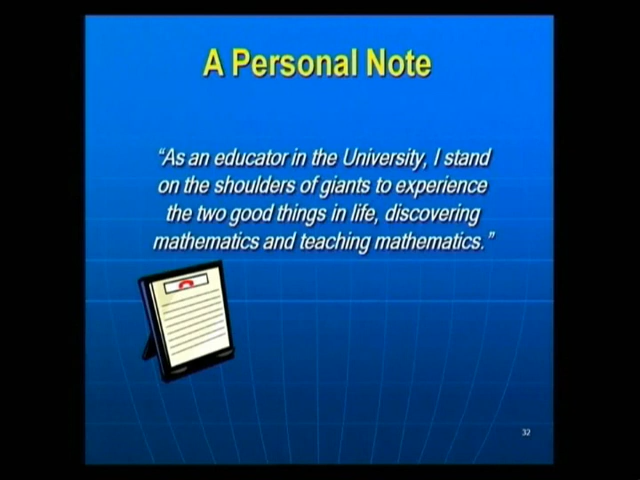 A Personal Note
“As an educator in the University, I stand
on the shoulders of giants to experience
the two good things in life, discovering
mathematics and teaching mathematics.”
32